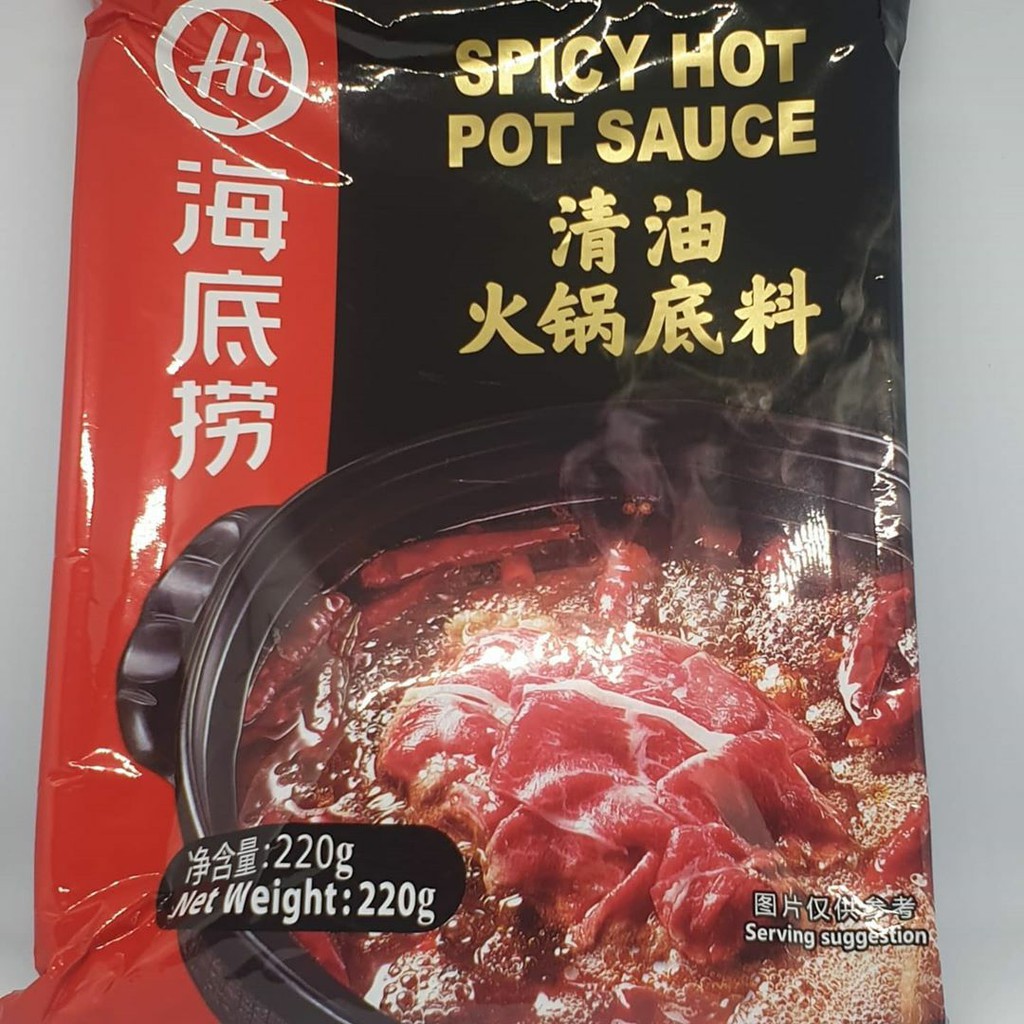 Hi
海底捞
SPICY HOT
POT SAUCE
清油
火锅底料
净含量:220g
Net Weight:220g
图片仅供参考
Serving suggestion